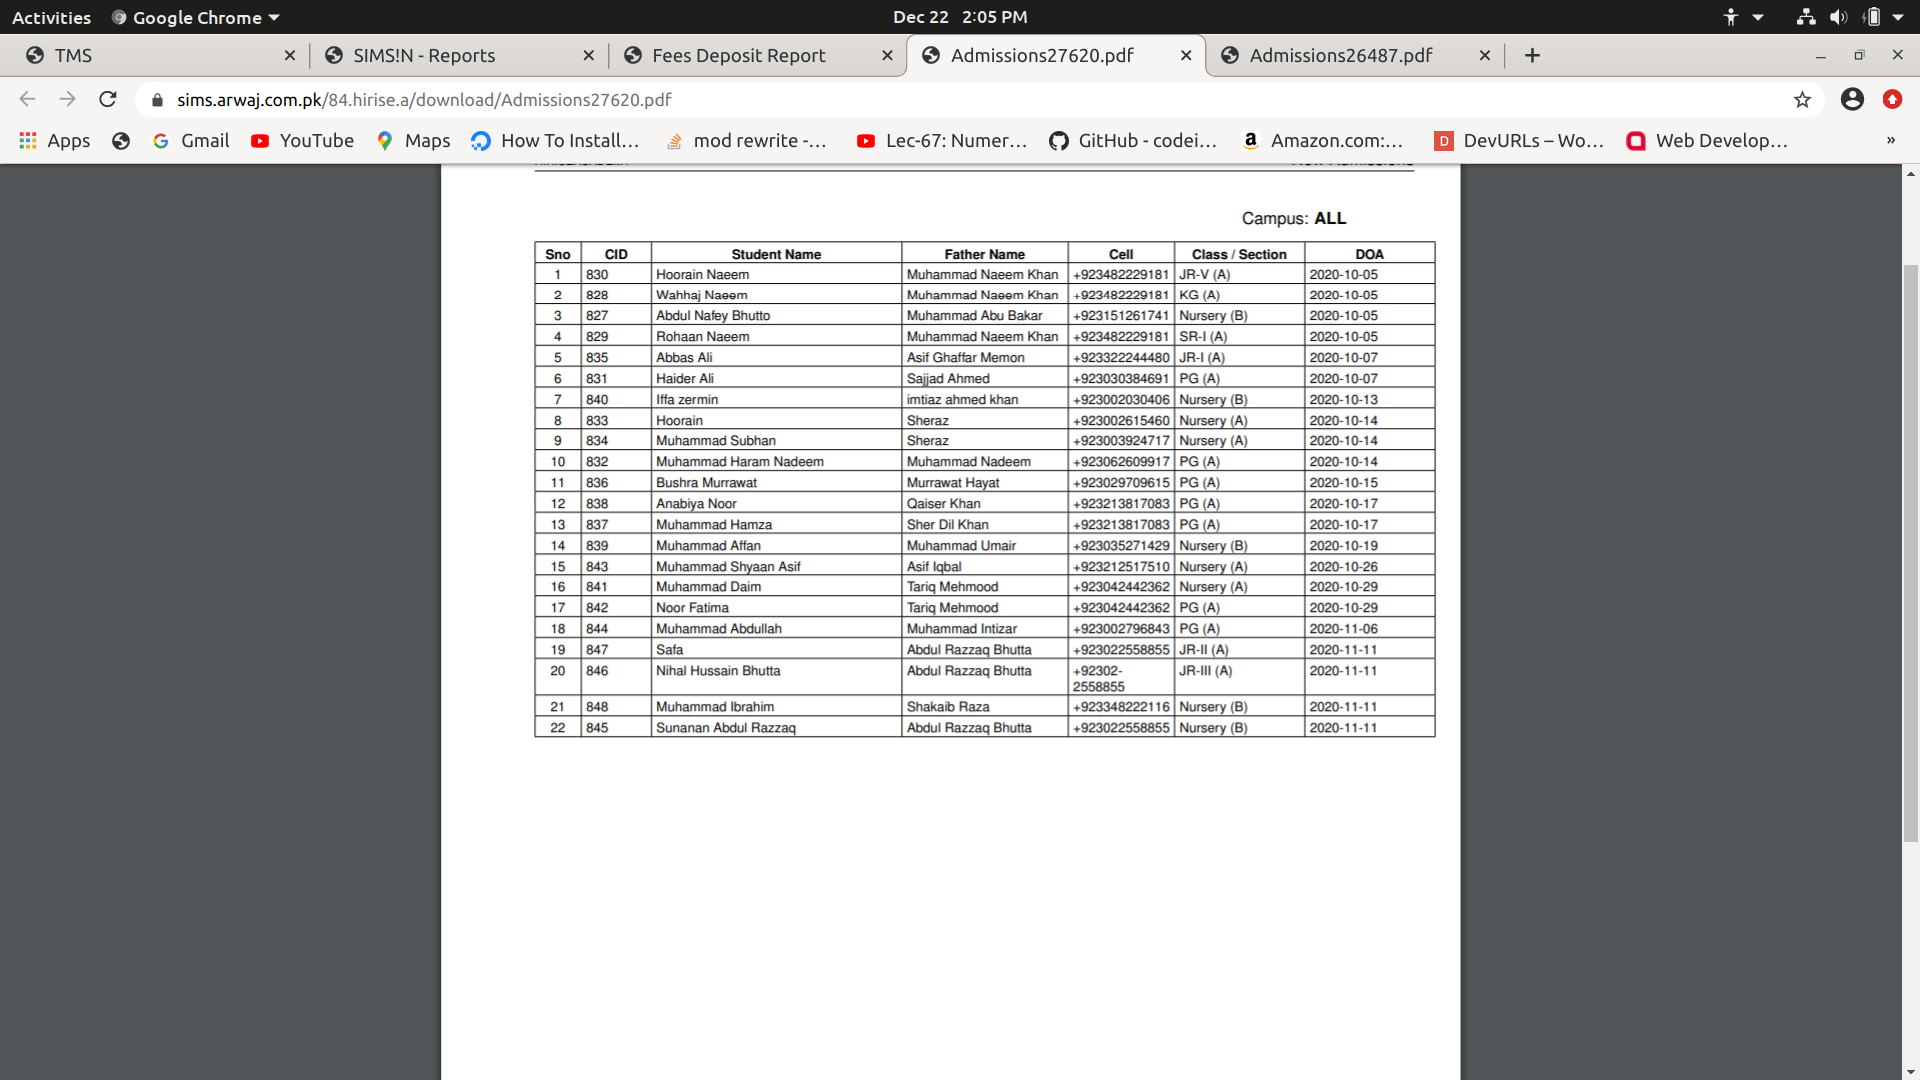 Activities Google Chrome Dec 22 2:05 PM
TMS SIMS!N - Reports Fees Deposit Report Admissions27620.pdf Admissions26487.pdf
sims.arwaj.com.pk/84.hirise.a/download/Admissions27620.pdf
Apps Gmail YouTube Maps How To Install... mod rewrite -... Lec-67: Numer... GitHub - codei... Amazon.com:... DevURLs – Wo... Web Develop... »
Campus: ALL
Sno CID Student Name Father Name Cell Class / Section DOA
1 830 Hoorain Naeem Muhammad Naeem Khan +923482229181 JR-V (A) 2020-10-05
2 828 Wahhaj Naeem Muhammad Naeem Khan +923482229181 KG (A) 2020-10-05
3 827 Abdul Nafey Bhutto Muhammad Abu Bakar +923151261741 Nursery (B) 2020-10-05
4 829 Rohaan Naeem Muhammad Naeem Khan +923482229181 SR-I (A) 2020-10-05
5 835 Abbas Ali Asif Ghaffar Memon +923322244480 JR-I (A) 2020-10-07
6 831 Haider Ali Sajjad Ahmed +923030384691 PG (A) 2020-10-07
7 840 Iffa zermin imtiaz ahmed khan +923002030406 Nursery (B) 2020-10-13
8 833 Hoorain Sheraz +923002615460 Nursery (A) 2020-10-14
9 834 Muhammad Subhan Sheraz +923003924717 Nursery (A) 2020-10-14
10 832 Muhammad Haram Nadeem Muhammad Nadeem +923062609917 PG (A) 2020-10-14
11 836 Bushra Murrawat Murrawat Hayat +923029709615 PG (A) 2020-10-15
12 838 Anabiya Noor Qaiser Khan +923213817083 PG (A) 2020-10-17
13 837 Muhammad Hamza Sher Dil Khan +923213817083 PG (A) 2020-10-17
14 839 Muhammad Affan Muhammad Umair +923035271429 Nursery (B) 2020-10-19
15 843 Muhammad Shyaan Asif Asif Iqbal +923212517510 Nursery (A) 2020-10-26
16 841 Muhammad Daim Tariq Mehmood +923042442362 Nursery (A) 2020-10-29
17 842 Noor Fatima Tariq Mehmood +923042442362 PG (A) 2020-10-29
18 844 Muhammad Abdullah Muhammad Intizar +923002796843 PG (A) 2020-11-06
19 847 Safa Abdul Razzaq Bhutta +923022558855 JR-II (A) 2020-11-11
20 846 Nihal Hussain Bhutta Abdul Razzaq Bhutta +92302- JR-III (A) 2020-11-11
2558855
21 848 Muhammad Ibrahim Shakaib Raza +923348222116 Nursery (B) 2020-11-11
22 845 Sunanan Abdul Razzaq Abdul Razzaq Bhutta +923022558855 Nursery (B) 2020-11-11